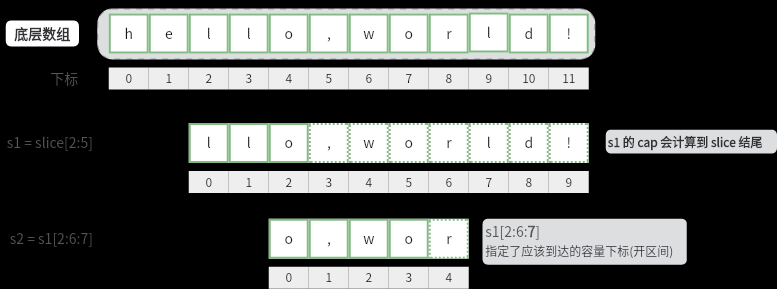 底层数组 h e l l o , w o r l d !
下标 0 1 2 3 4 5 6 7 8 9 10 11
s1 = slice[2:5] l l o , w o r l d ! s1 的 cap 会计算到 slice 结尾
0 1 2 3 4 5 6 7 8 9
s2 = s1[2:6:7] o , w o r s1[2:6:7]
指定了应该到达的容量下标(开区间)
0 1 2 3 4